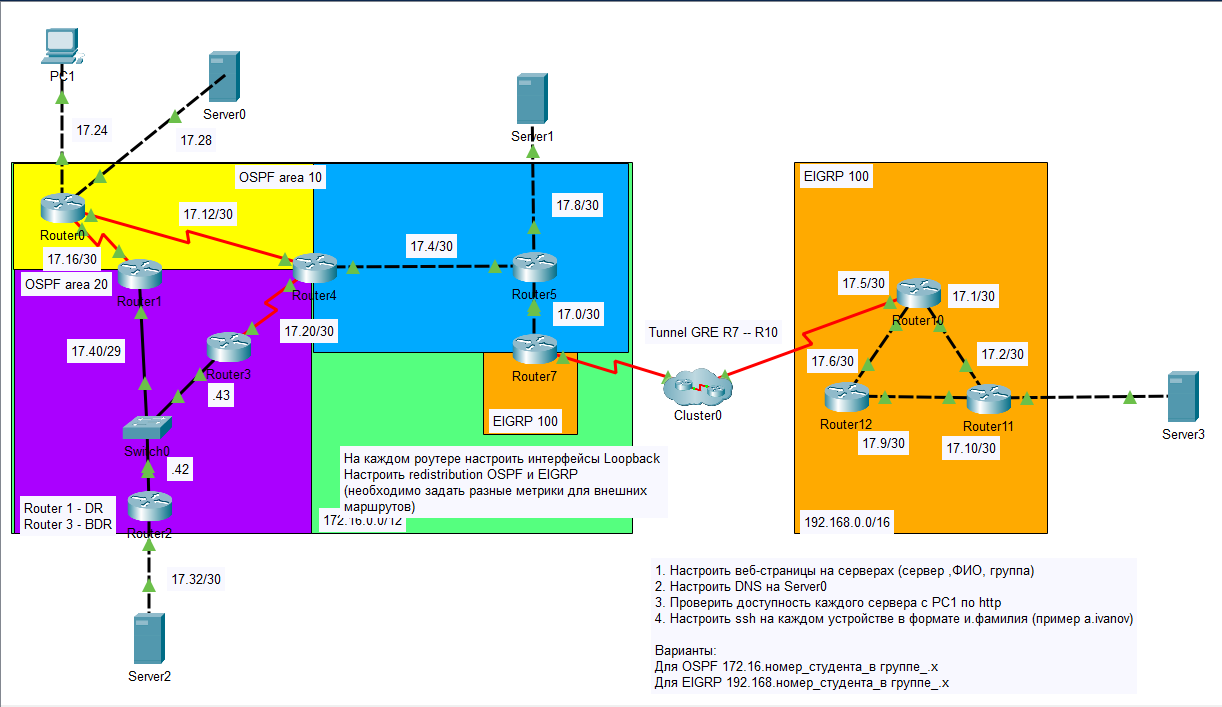 PC1
Server0
17.24
17.28
Server1
OSPF area 10
EIGRP 100
17.12/30
17.8/30
Router0
17.16/30
17.4/30
OSPF area 20
Router1
Router4
Router5
17.5/30
17.1/30
17.0/30
Router10
17.20/30
Tunnel GRE R7 -- R10
17.40/29
17.6/30
17.2/30
Router3
Router7
.43
Cluster0
Router12
Router11
Server3
EIGRP 100
17.9/30
17.10/30
Switch0
.42
На каждом роутере настроить интерфейсы Loopback
Настроить redistribution OSPF и EIGRP
(необходимо задать разные метрики для внешних
маршрутов)
Router 1 - DR
Router 3 - BDR
172.16.0.0/12
192.168.0.0/16
Router2
17.32/30
Server2
1. Настроить веб-страницы на серверах (сервер ,ФИО, группа)
2. Настроить DNS на Server0
3. Проверить доступность каждого сервера с PC1 по http
4. Настроить ssh на каждом устройстве в формате и.фамилия (пример a.ivanov)
Варианты:
Для OSPF 172.16.номер_студента_в группе_.x
Для EIGRP 192.168.номер_студента_в группе_.x